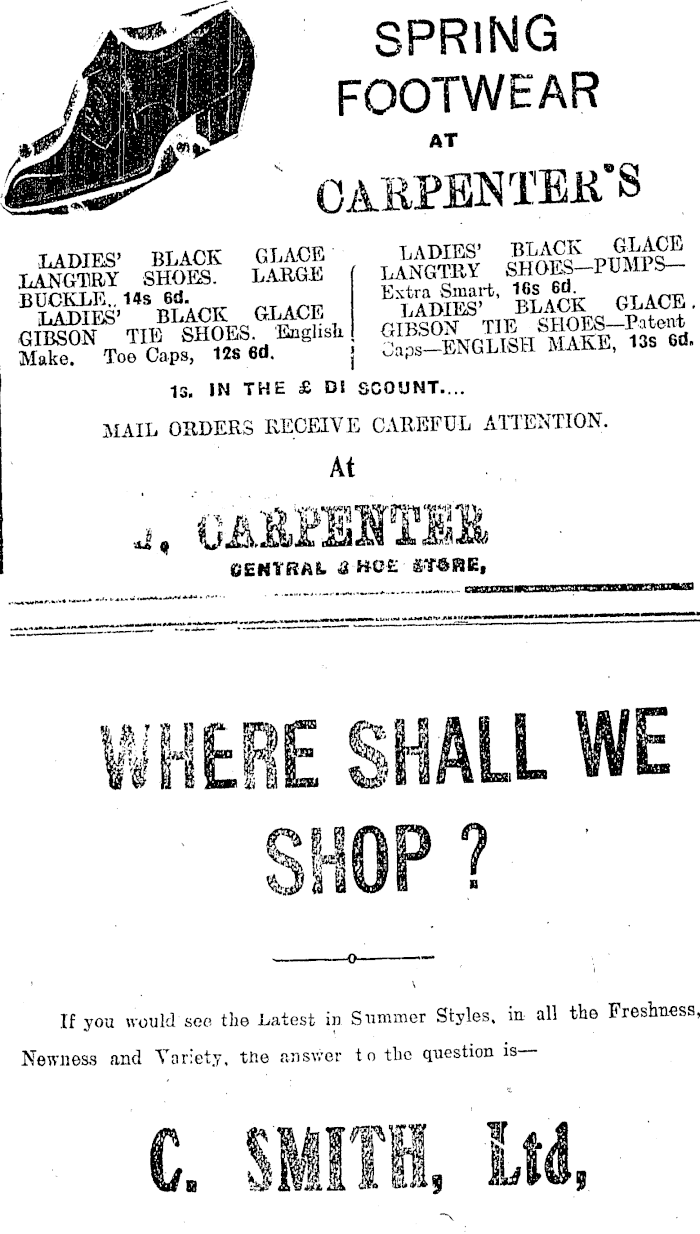 SPRING
FOOTWEAR
AT
CARPENTER'S
LADIES' BLACK GLACE
LANGTRY SHOES. LARGE
BUCKLE.. 14s 6d.
LADIES' BLACK GLACE
GIBSON TIE SHOES. English
Make. Toe Caps, 12s 6d.
LADIES' BLACK GLACE
LANGTRY SHOES—PUMPS—
Extra Smart, 16s 6d.
LADIES' BLACK GLACE.
GIBSON TIE SHOES—Patent
Caps—ENGLISH MAKE, 13s 6d.
1s. IN THE £ DI SCOUNT....
MAIL ORDERS RECEIVE CAREFUL ATTENTION.
At
CARPENTER
CENTRAL SHOE STORE,
WHERE SHALL WE
SHOP ?
If you would see the Latest in Summer Styles, in all the Freshness,
Newness and Variety, the answer to the question is—
C. SMITH, Ltd,